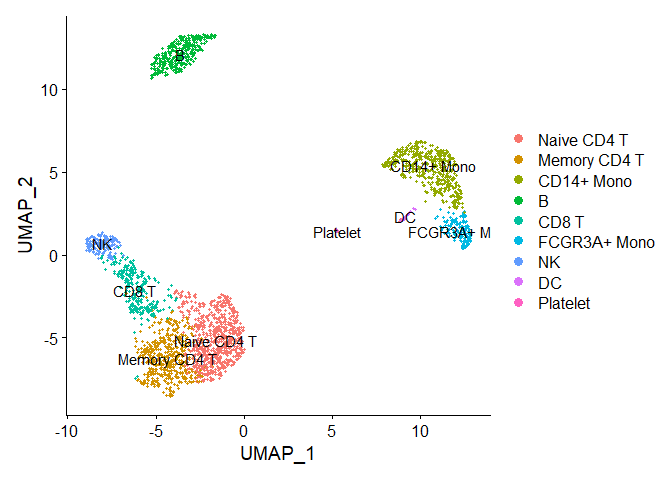 B
10
5
0
-5
UMAP_2
CD14+ Mono
DC
Platelet
FCGR3A+ M
NK
CD8 T
Naive CD4 T
Memory CD4 T
-10
-5
0
5
10
UMAP_1
Naive CD4 T
Memory CD4 T
CD14+ Mono
B
CD8 T
FCGR3A+ Mono
NK
DC
Platelet